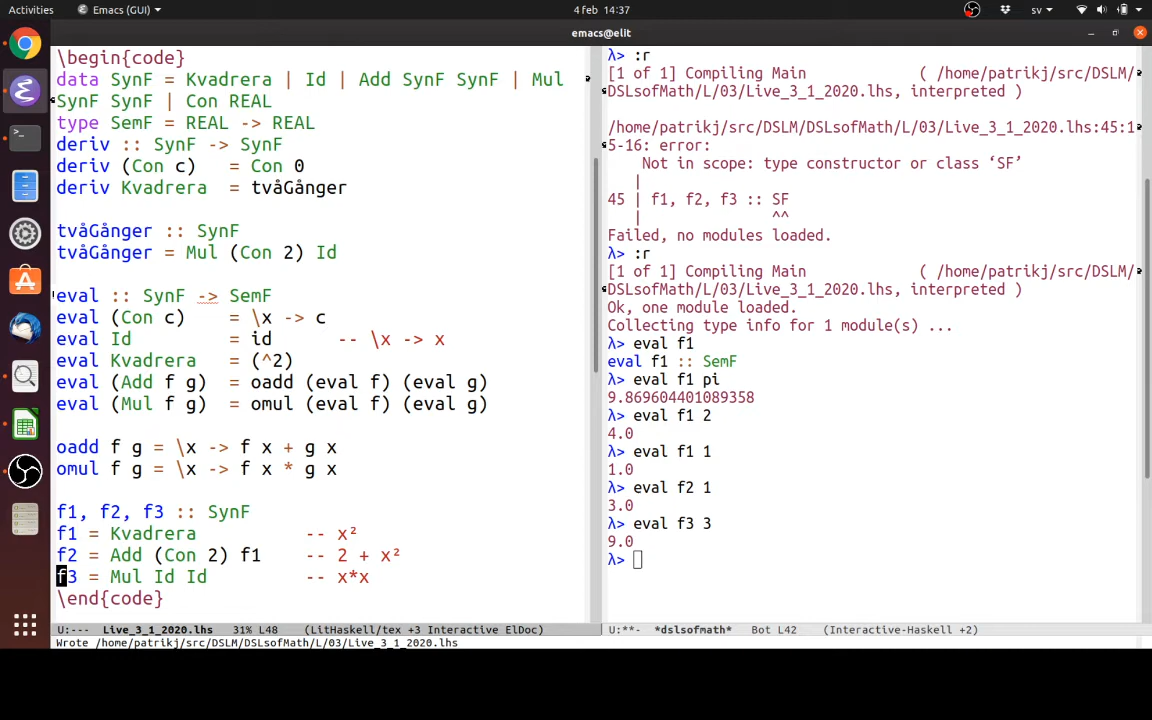 Activities
Emacs (GUI)
4 feb 14:37
sv
emacs@elit
\begin{code}
data SynF = Kvadrera | Id | Add SynF SynF | Mul
SynF SynF | Con REAL
type SemF = REAL -> REAL
deriv :: SynF -> SynF
deriv (Con c)   = Con 0
deriv Kvadrera  = tvåGånger
tvåGånger :: SynF
tvåGånger = Mul (Con 2) Id
eval :: SynF -> SemF
eval (Con c)    = \x -> c
eval Id         = id      -- \x -> x
eval Kvadrera   = (^2)
eval (Add f g)  = oadd (eval f) (eval g)
eval (Mul f g)  = omul (eval f) (eval g)
oadd f g = \x -> f x + g x
omul f g = \x -> f x * g x
f1, f2, f3 :: SynF
f1 = Kvadrera          -- x²
f2 = Add (Con 2) f1    -- 2 + x²
f3 = Mul Id Id         -- x*x
\end{code}
U:---  Live_3_1_2020.lhs   31% L48   (LitHaskell/tex +3 Interactive ElDoc)
Wrote /home/patrikj/src/DSLM/DSLsofMath/L/03/Live_3_1_2020.lhs
λ> :r
[1 of 1] Compiling Main             ( /home/patrikj/src/DSLM/
DSLsofMath/L/03/Live_3_1_2020.lhs, interpreted )
/home/patrikj/src/DSLM/DSLsofMath/L/03/Live_3_1_2020.lhs:45:1
5-16: error:
    Not in scope: type constructor or class ‘SF’
   |
45 | f1, f2, f3 :: SF
   |               ^^
Failed, no modules loaded.
λ> :r
[1 of 1] Compiling Main             ( /home/patrikj/src/DSLM/
DSLsofMath/L/03/Live_3_1_2020.lhs, interpreted )
Ok, one module loaded.
Collecting type info for 1 module(s) ...
λ> eval f1
eval f1 :: SemF
λ> eval f1 pi
9.869604401089358
λ> eval f1 2
4.0
λ> eval f1 1
1.0
λ> eval f2 1
3.0
λ> eval f3 3
9.0
λ>
U:**-  *dslsofmath*   Bot L42   (Interactive-Haskell +2)